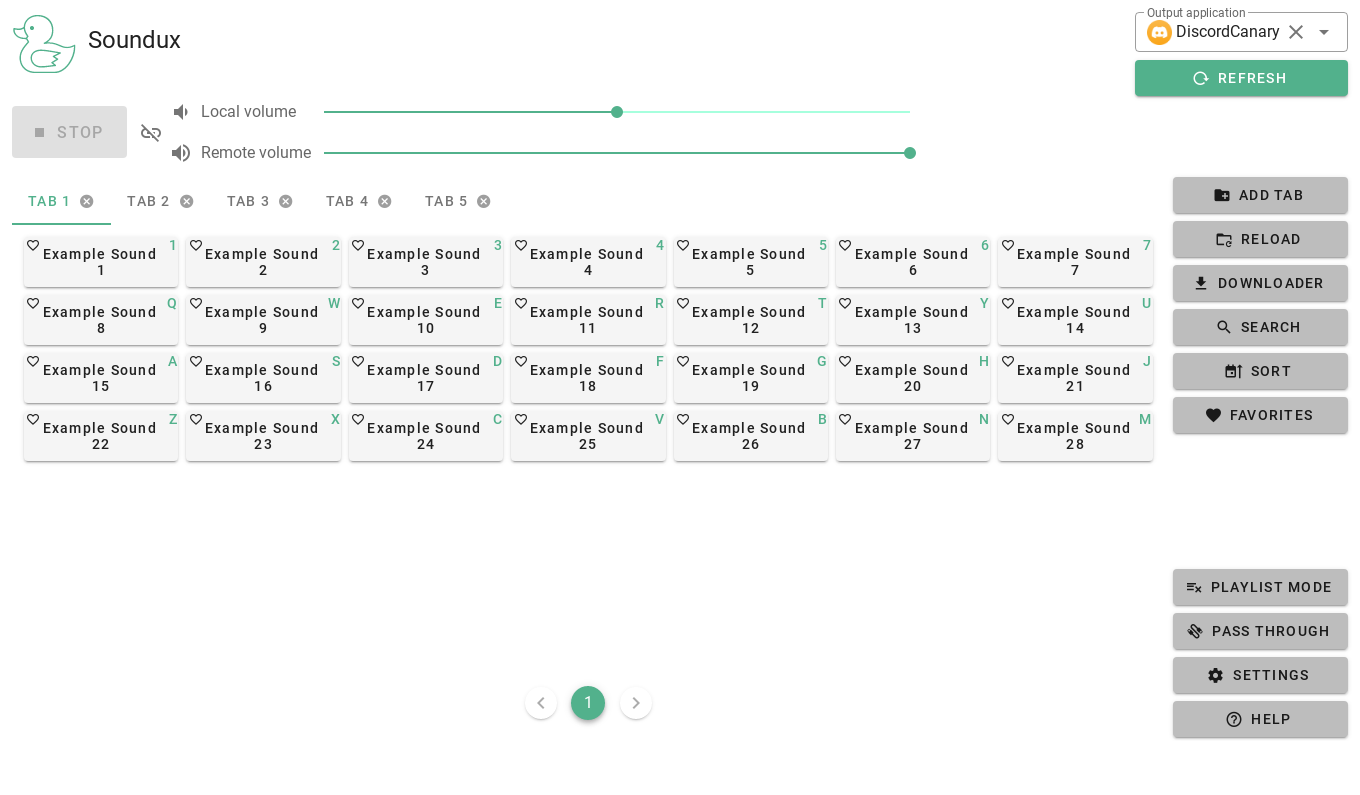 Soundux
Output application
DiscordCanary
REFRESH
STOP
Local volume
Remote volume
TAB 1
TAB 2
TAB 3
TAB 4
TAB 5
Example Sound
1
1
Example Sound
2
2
Example Sound
3
3
Example Sound
4
4
Example Sound
5
5
Example Sound
6
6
Example Sound
7
7
Example Sound
8
Q
Example Sound
9
W
Example Sound
10
E
Example Sound
11
R
Example Sound
12
T
Example Sound
13
Y
Example Sound
14
U
Example Sound
15
A
Example Sound
16
S
Example Sound
17
D
Example Sound
18
F
Example Sound
19
G
Example Sound
20
H
Example Sound
21
J
Example Sound
22
Z
Example Sound
23
X
Example Sound
24
C
Example Sound
25
V
Example Sound
26
B
Example Sound
27
N
Example Sound
28
M
ADD TAB
RELOAD
DOWNLOADER
SEARCH
SORT
FAVORITES
PLAYLIST MODE
PASS THROUGH
SETTINGS
HELP
1